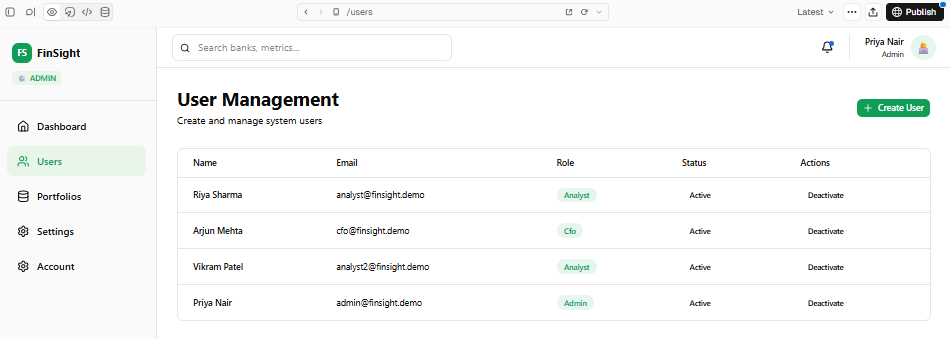 /users
Latest
Publish
FS FinSight
ADMIN
Search banks, metrics...
Priya Nair
Admin
Dashboard
Users
Portfolios
Settings
Account
User Management
Create and manage system users
Create User
Name Email Role Status Actions
Riya Sharma analyst@finsight.demo Analyst Active Deactivate
Arjun Mehta cfo@finsight.demo Cfo Active Deactivate
Vikram Patel analyst2@finsight.demo Analyst Active Deactivate
Priya Nair admin@finsight.demo Admin Active Deactivate